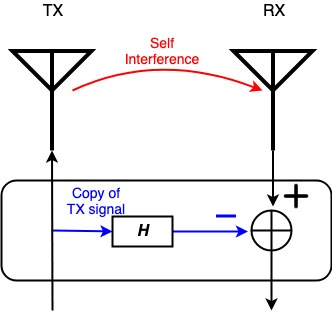 TX
RX
Self
Interference
+
Copy of
TX signal
−
H